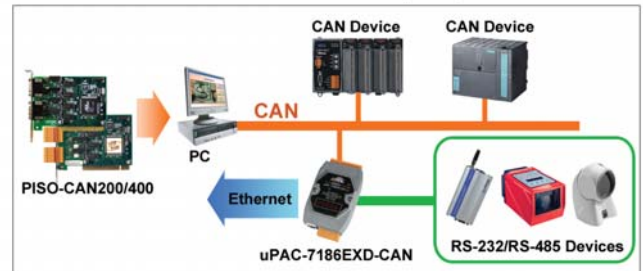 CAN Device
CAN Device
CAN
PC
PISO-CAN200/400
Ethernet
uPAC-7186EXD-CAN
RS-232/RS-485 Devices